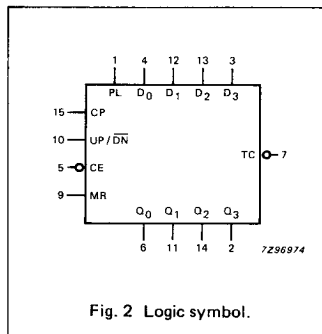 1 4 12 13 3
PL D0 D1 D2 D3
15 CP
10 UP/D̅N̅
5 CE
9 MR
TC 7
Q0 Q1 Q2 Q3
6 11 14 2
7Z96974
Fig. 2 Logic symbol.